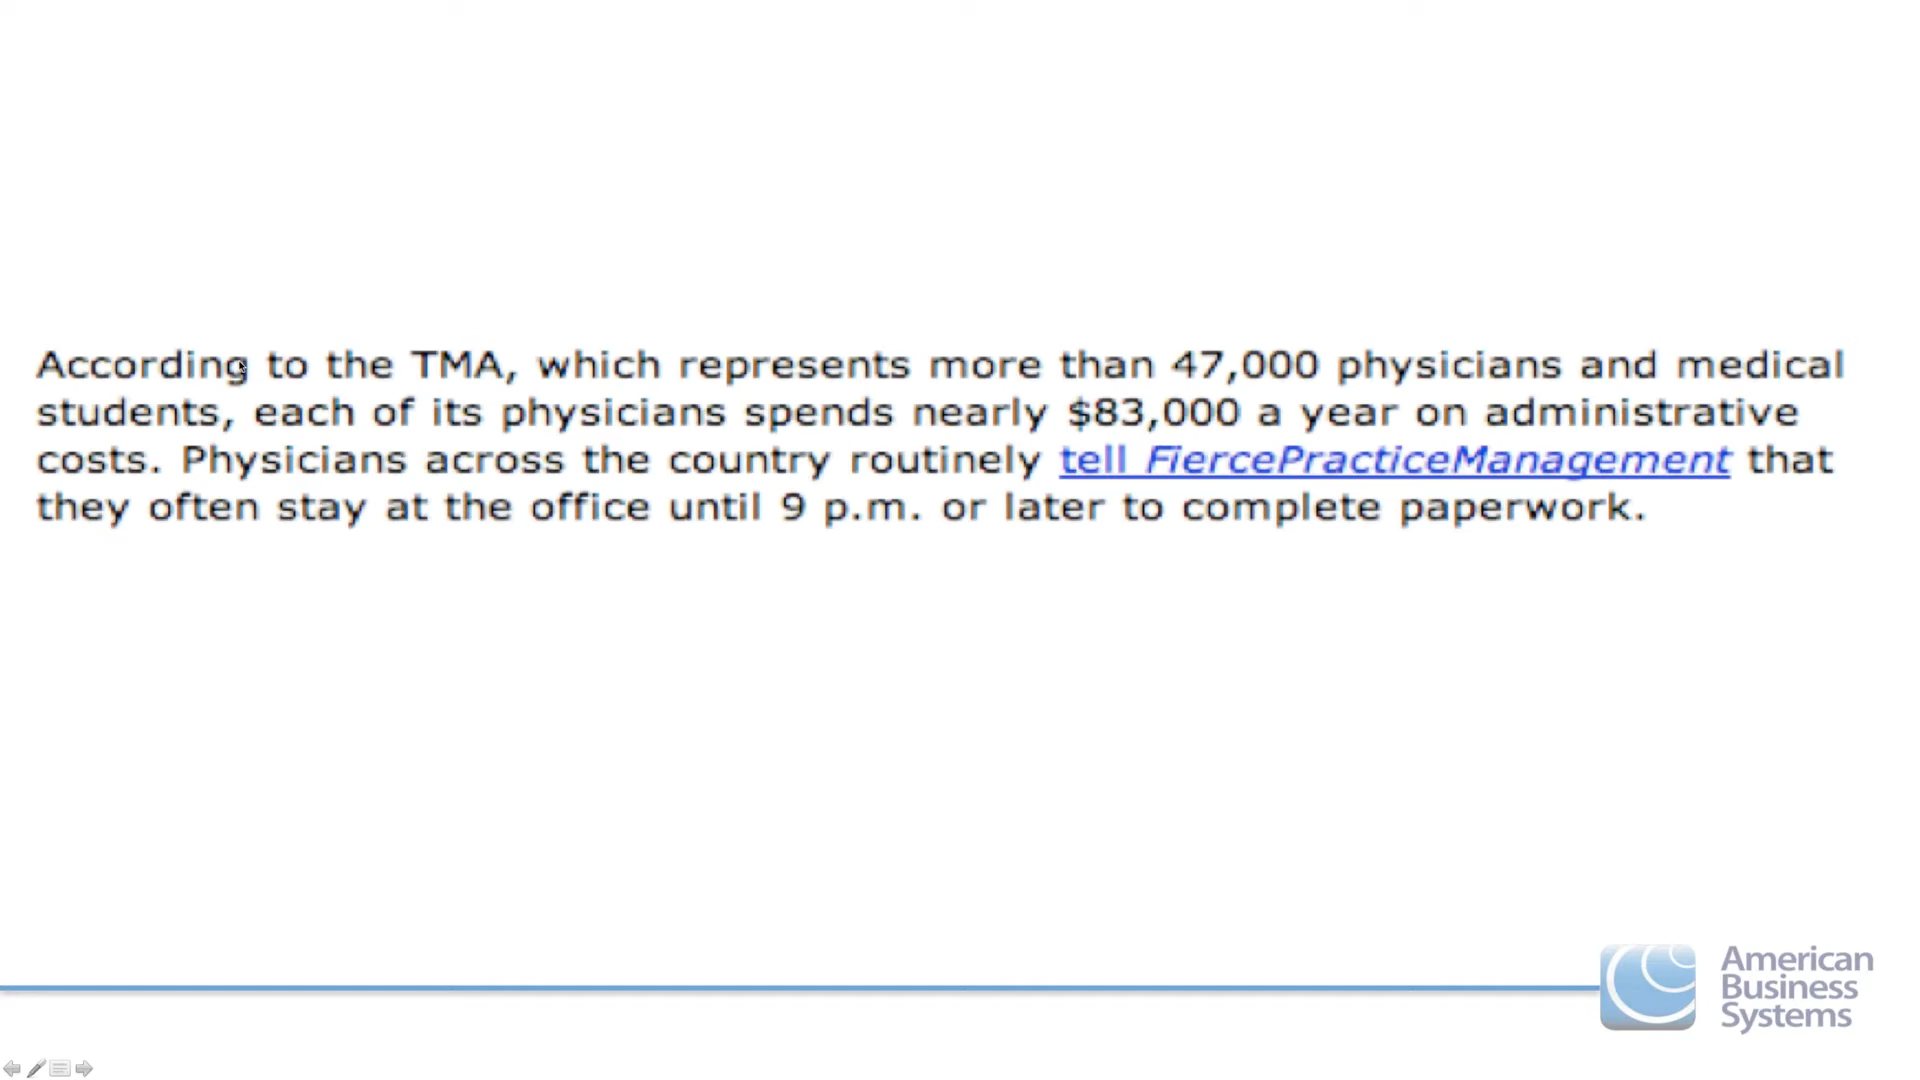 According to the TMA, which represents more than 47,000 physicians and medical
students, each of its physicians spends nearly $83,000 a year on administrative
costs. Physicians across the country routinely tell FiercePracticeManagement that
they often stay at the office until 9 p.m. or later to complete paperwork.
American
Business
Systems